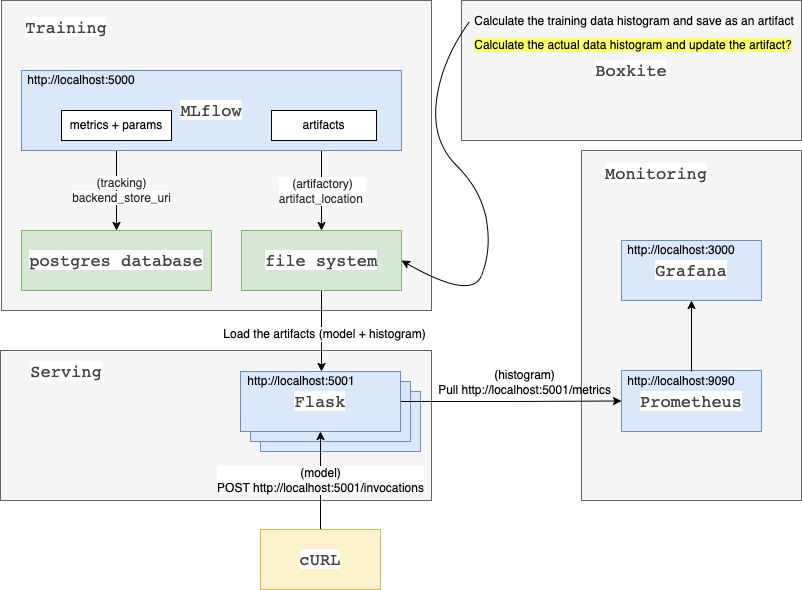 Training
http://localhost:5000
MLflow
metrics + params
artifacts
(tracking)
backend_store_uri
(artifactory)
artifact_location
postgres database
file system
Calculate the training data histogram and save as an artifact
Calculate the actual data histogram and update the artifact?
Boxkite
Load the artifacts (model + histogram)
Serving
http://localhost:5001
Flask
(model)
POST http://localhost:5001/invocations
cURL
(histogram)
Pull http://localhost:5001/metrics
Monitoring
http://localhost:3000
Grafana
http://localhost:9090
Prometheus